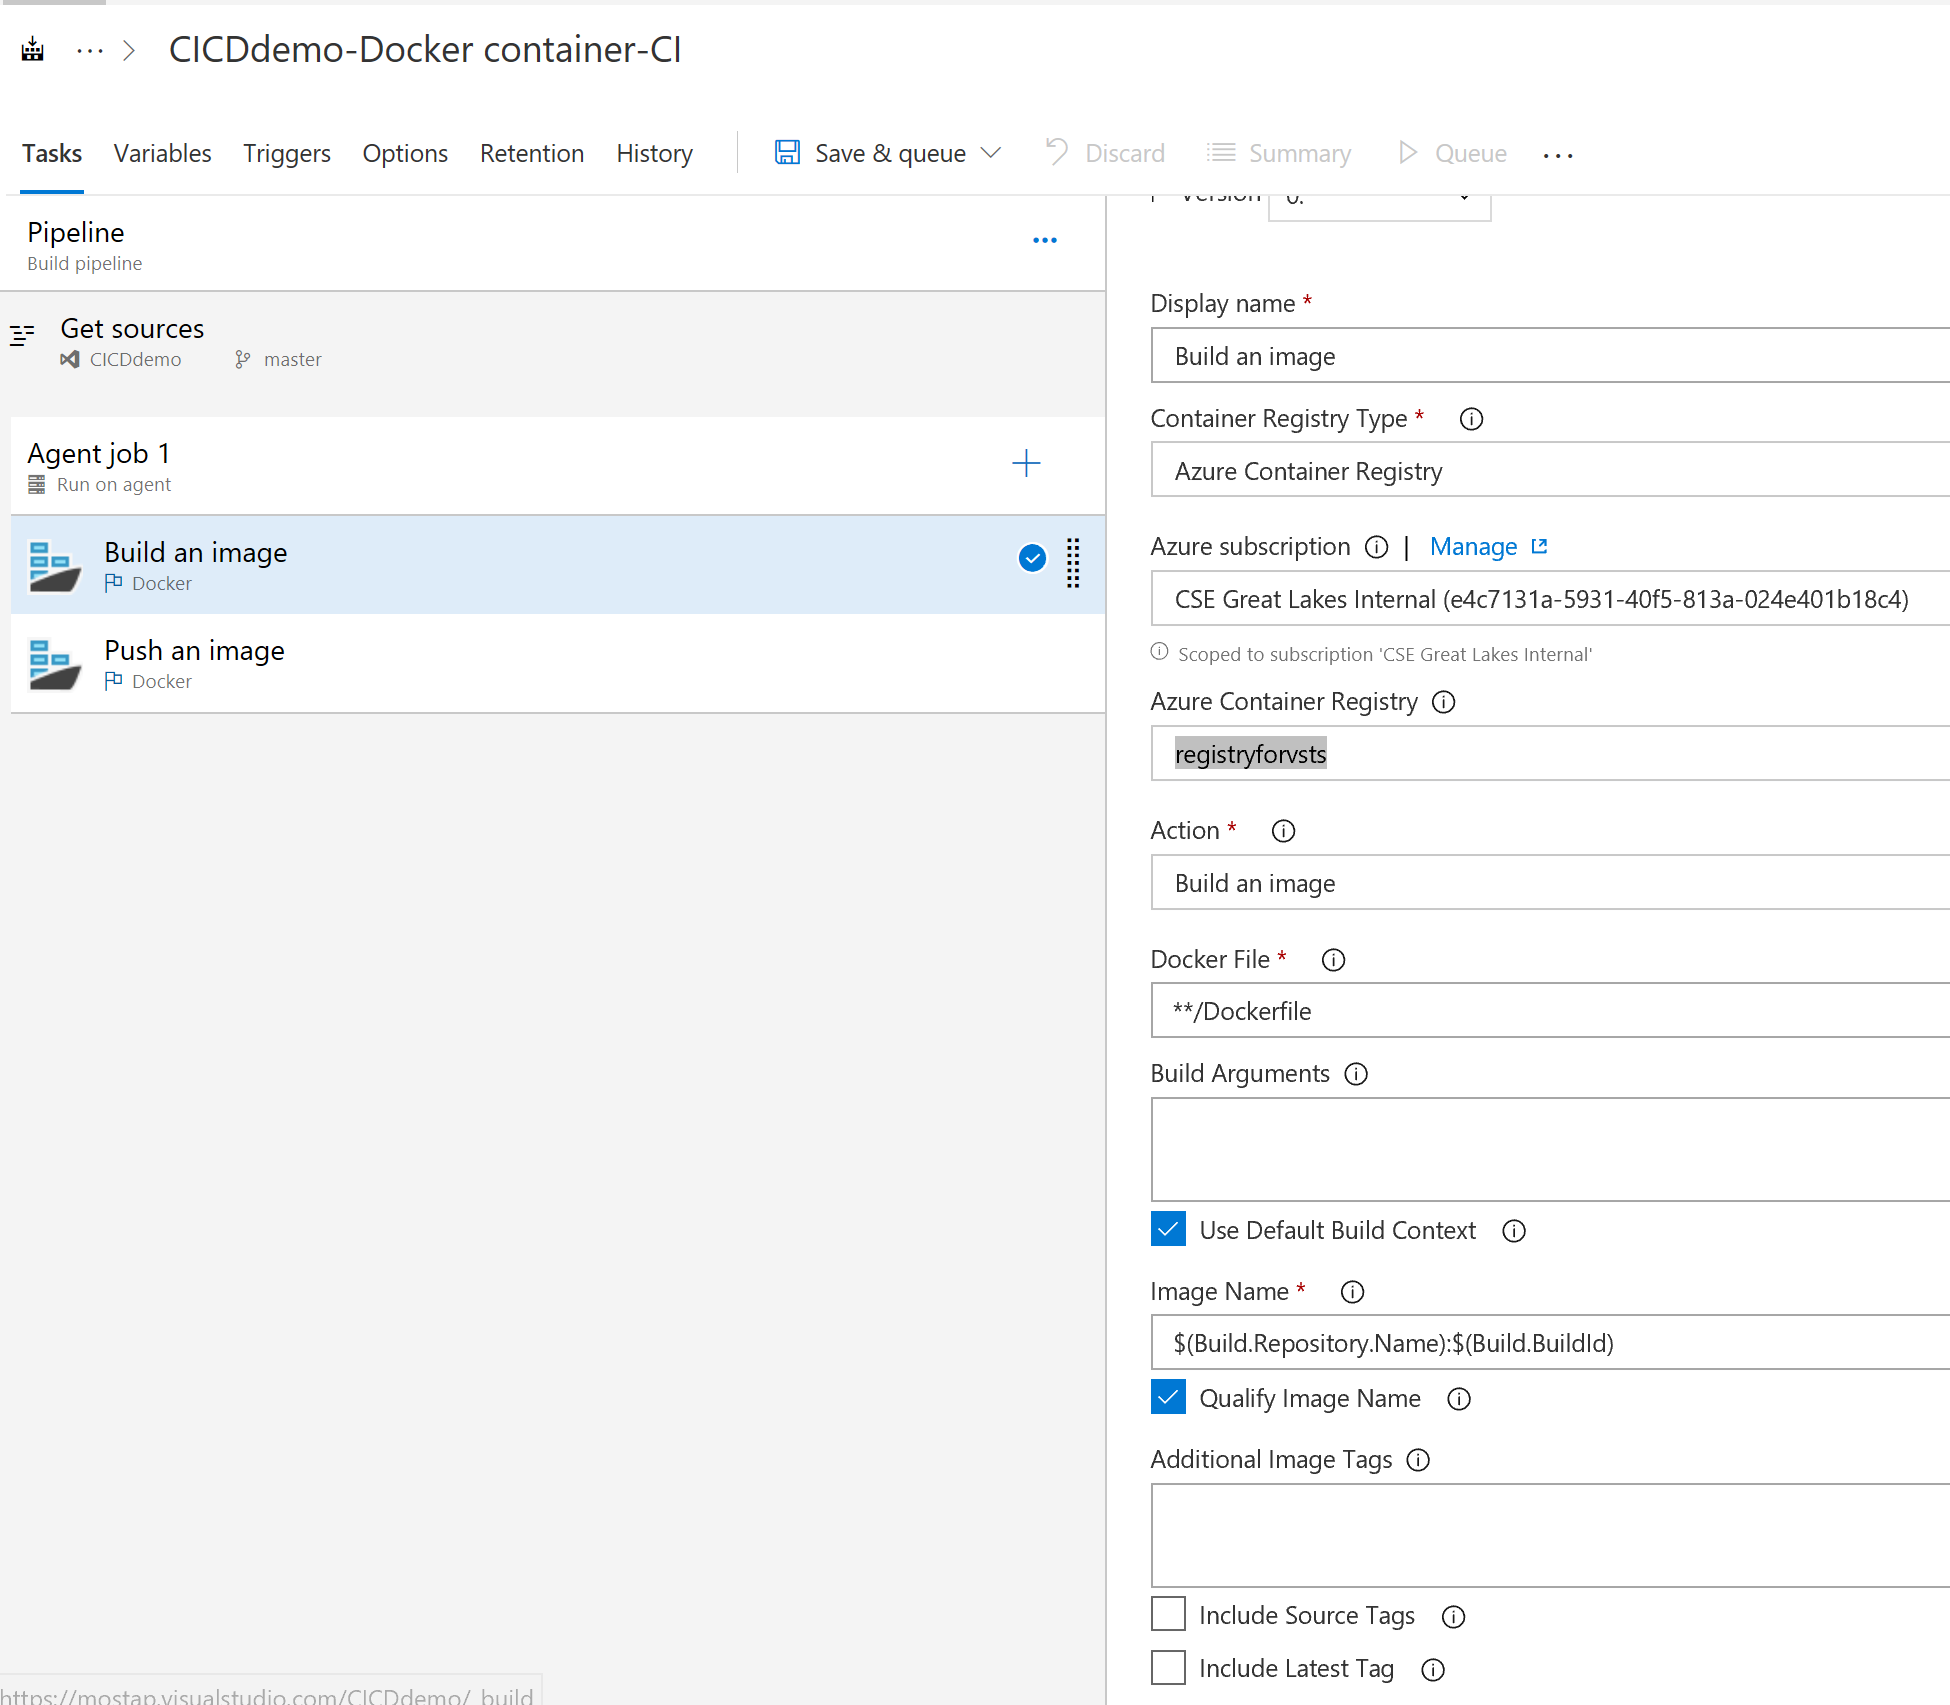 CICDdemo-Docker container-CI
Tasks Variables Triggers Options Retention History Save & queue Discard Summary Queue
Pipeline
Build pipeline
Get sources
CICDdemo master
Agent job 1
Run on agent
Build an image
Docker
Push an image
Docker
Version 0.
Display name *
Build an image
Container Registry Type *
Azure Container Registry
Azure subscription | Manage
CSE Great Lakes Internal (e4c7131a-5931-40f5-813a-024e401b18c4)
Scoped to subscription 'CSE Great Lakes Internal'
Azure Container Registry
registryforvsts
Action *
Build an image
Docker File *
**/Dockerfile
Build Arguments
Use Default Build Context
Image Name *
$(Build.Repository.Name):$(Build.BuildId)
Qualify Image Name
Additional Image Tags
Include Source Tags
Include Latest Tag
https://mostap.visualstudio.com/CICDdemo/_build